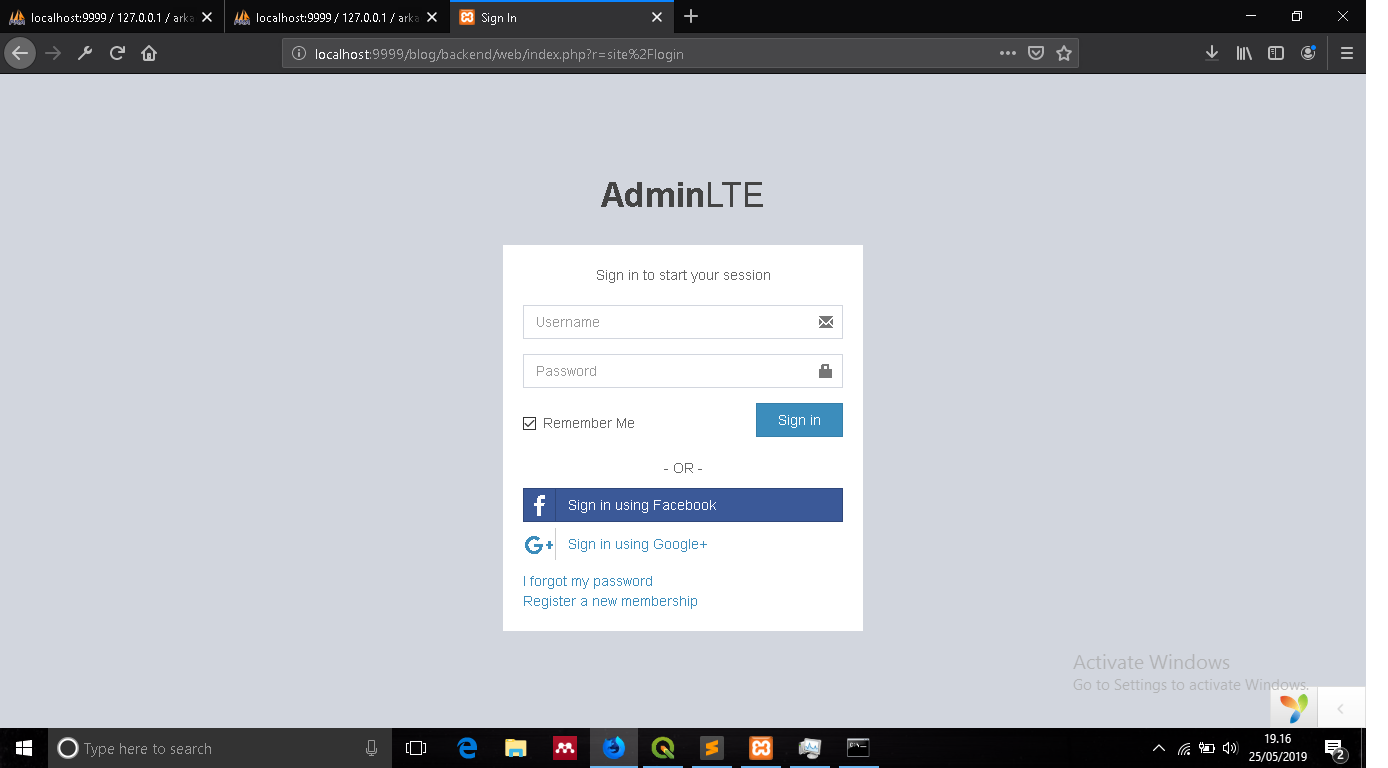 localhost:9999 / 127.0.0.1 / arka
localhost:9999 / 127.0.0.1 / arka
Sign In
localhost:9999/blog/backend/web/index.php?r=site%2Flogin
AdminLTE
Sign in to start your session
Username
Password
Remember Me
Sign in
- OR -
Sign in using Facebook
G+ Sign in using Google+
I forgot my password
Register a new membership
Activate Windows
Go to Settings to activate Windows.
Type here to search
19.16
25/05/2019
2